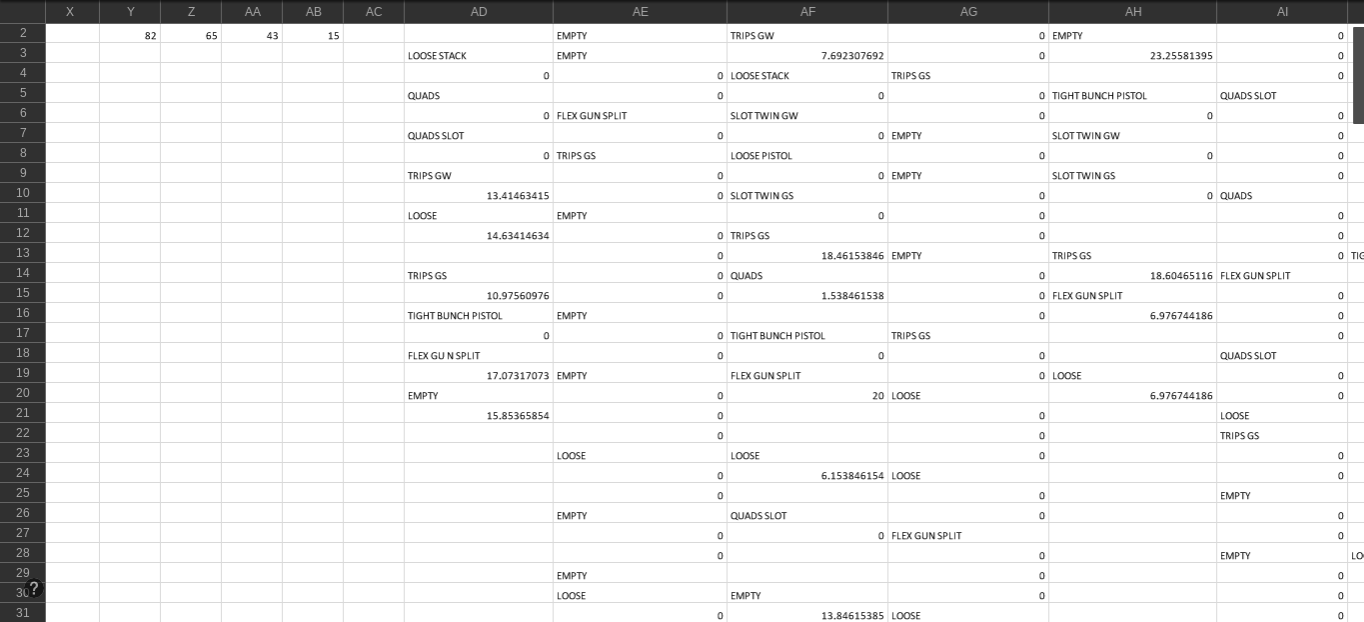 X Y Z AA AB AC AD AE AF AG AH AI
2 82 65 43 15 EMPTY TRIPS GW 0 EMPTY 0
3 LOOSE STACK EMPTY 7.692307692 0 23.25581395 0
4 0 0 LOOSE STACK TRIPS GS 0
5 QUADS 0 0 0 TIGHT BUNCH PISTOL QUADS SLOT
6 0 FLEX GUN SPLIT SLOT TWIN GW 0 0 0
7 QUADS SLOT 0 0 EMPTY SLOT TWIN GW 0
8 0 TRIPS GS LOOSE PISTOL 0 0 0
9 TRIPS GW 0 0 EMPTY SLOT TWIN GS 0
10 13.41463415 0 SLOT TWIN GS 0 0 QUADS
11 LOOSE EMPTY 0 0 0
12 14.63414634 0 TRIPS GS 0 0
13 0 18.46153846 EMPTY TRIPS GS 0 TIG
14 TRIPS GS 0 QUADS 0 18.60465116 FLEX GUN SPLIT
15 10.97560976 0 1.538461538 0 FLEX GUN SPLIT 0
16 TIGHT BUNCH PISTOL EMPTY 0 6.976744186 0
17 0 0 TIGHT BUNCH PISTOL TRIPS GS 0
18 FLEX GU N SPLIT 0 0 0 QUADS SLOT
19 17.07317073 EMPTY FLEX GUN SPLIT 0 LOOSE 0
20 EMPTY 0 20 LOOSE 6.976744186 0
21 15.85365854 0 0 LOOSE
22 0 0 TRIPS GS
23 LOOSE LOOSE 0 0
24 0 6.153846154 LOOSE 0
25 0 0 EMPTY
26 EMPTY QUADS SLOT 0 0
27 0 0 FLEX GUN SPLIT 0
28 0 0 EMPTY LO
29 EMPTY 0 0
30 ? LOOSE EMPTY 0 0
31 0 13.84615385 LOOSE 0